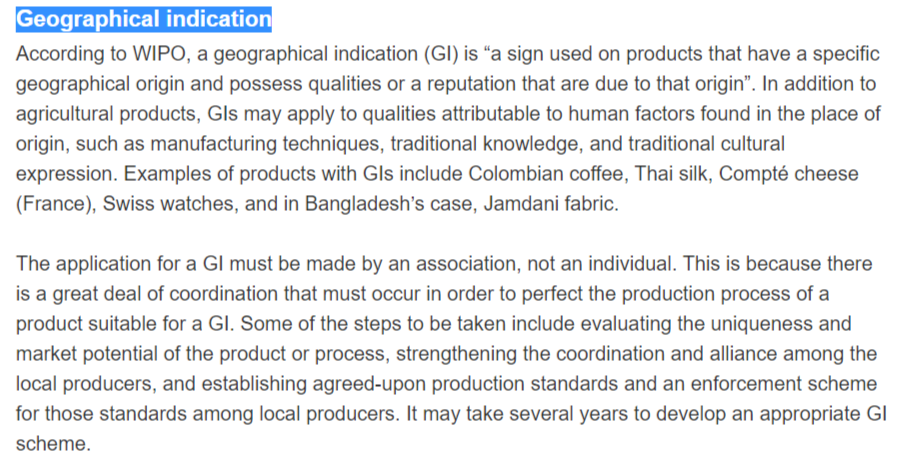 Geographical indication
According to WIPO, a geographical indication (GI) is “a sign used on products that have a specific
geographical origin and possess qualities or a reputation that are due to that origin”. In addition to
agricultural products, GIs may apply to qualities attributable to human factors found in the place of
origin, such as manufacturing techniques, traditional knowledge, and traditional cultural
expression. Examples of products with GIs include Colombian coffee, Thai silk, Compté cheese
(France), Swiss watches, and in Bangladesh’s case, Jamdani fabric.
The application for a GI must be made by an association, not an individual. This is because there
is a great deal of coordination that must occur in order to perfect the production process of a
product suitable for a GI. Some of the steps to be taken include evaluating the uniqueness and
market potential of the product or process, strengthening the coordination and alliance among the
local producers, and establishing agreed-upon production standards and an enforcement scheme
for those standards among local producers. It may take several years to develop an appropriate GI
scheme.